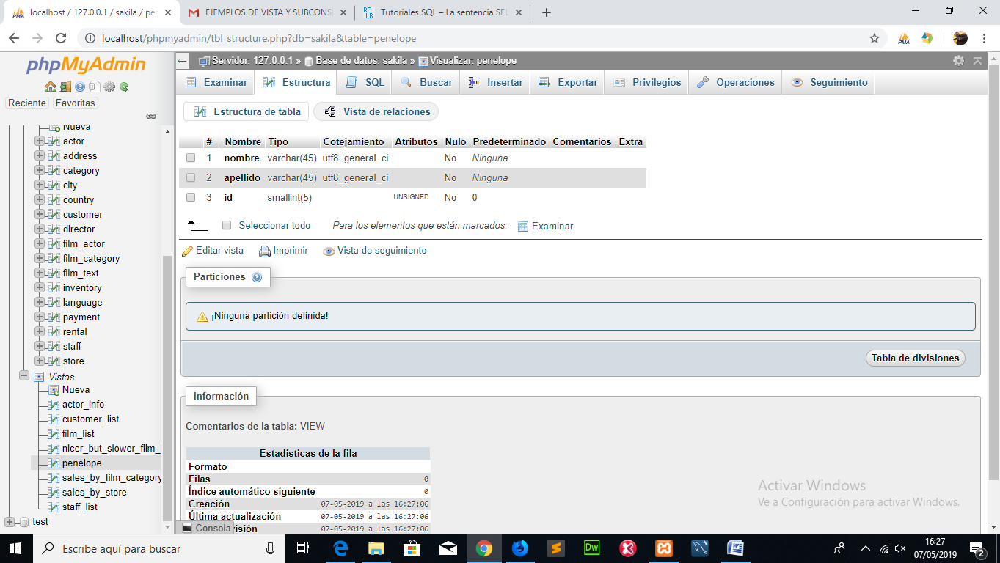 localhost / 127.0.0.1 / sakila / pen
EJEMPLOS DE VISTA Y SUBCONSU
Tutoriales SQL – La sentencia SEL
localhost/phpmyadmin/tbl_structure.php?db=sakila&table=penelope
PMA
phpMyAdmin
Reciente
Favoritas
Nueva
actor
address
category
city
country
customer
director
film_actor
film_category
film_text
inventory
language
payment
rental
staff
store
Vistas
Nueva
actor_info
customer_list
film_list
nicer_but_slower_film_
penelope
sales_by_film_category
sales_by_store
staff_list
test
Servidor: 127.0.0.1 » Base de datos: sakila » Visualizar: penelope
Examinar Estructura SQL Buscar Insertar Exportar Privilegios Operaciones Seguimiento
Estructura de tabla Vista de relaciones
# Nombre Tipo Cotejamiento Atributos Nulo Predeterminado Comentarios Extra
1 nombre varchar(45) utf8_general_ci No Ninguna
2 apellido varchar(45) utf8_general_ci No Ninguna
3 id smallint(5) UNSIGNED No 0
Seleccionar todo Para los elementos que están marcados: Examinar
Editar vista Imprimir Vista de seguimiento
Particiones
¡Ninguna partición definida!
Tabla de divisiones
Información
Comentarios de la tabla: VIEW
Estadísticas de la fila
Formato
Filas 0
Índice automático siguiente 0
Creación 07-05-2019 a las 16:27:06
Última actualización 07-05-2019 a las 16:27:06
visión 07-05-2019 a las 16:27:06
Consola
Activar Windows
Ve a Configuración para activar Windows.
Escribe aquí para buscar
Dw
16:27
07/05/2019
2